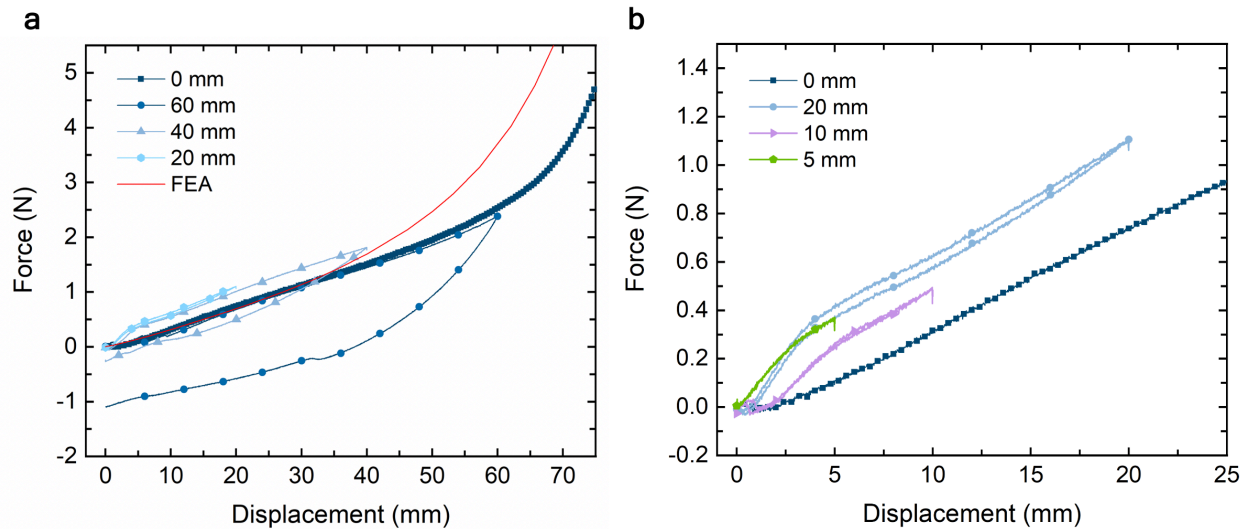 a
Force (N)
5
4
3
2
1
0
-1
-2
0 mm
60 mm
40 mm
20 mm
FEA
0 10 20 30 40 50 60 70
Displacement (mm)
b
Force (N)
1.4
1.2
1.0
0.8
0.6
0.4
0.2
0.0
-0.2
0 mm
20 mm
10 mm
5 mm
0 5 10 15 20 25
Displacement (mm)